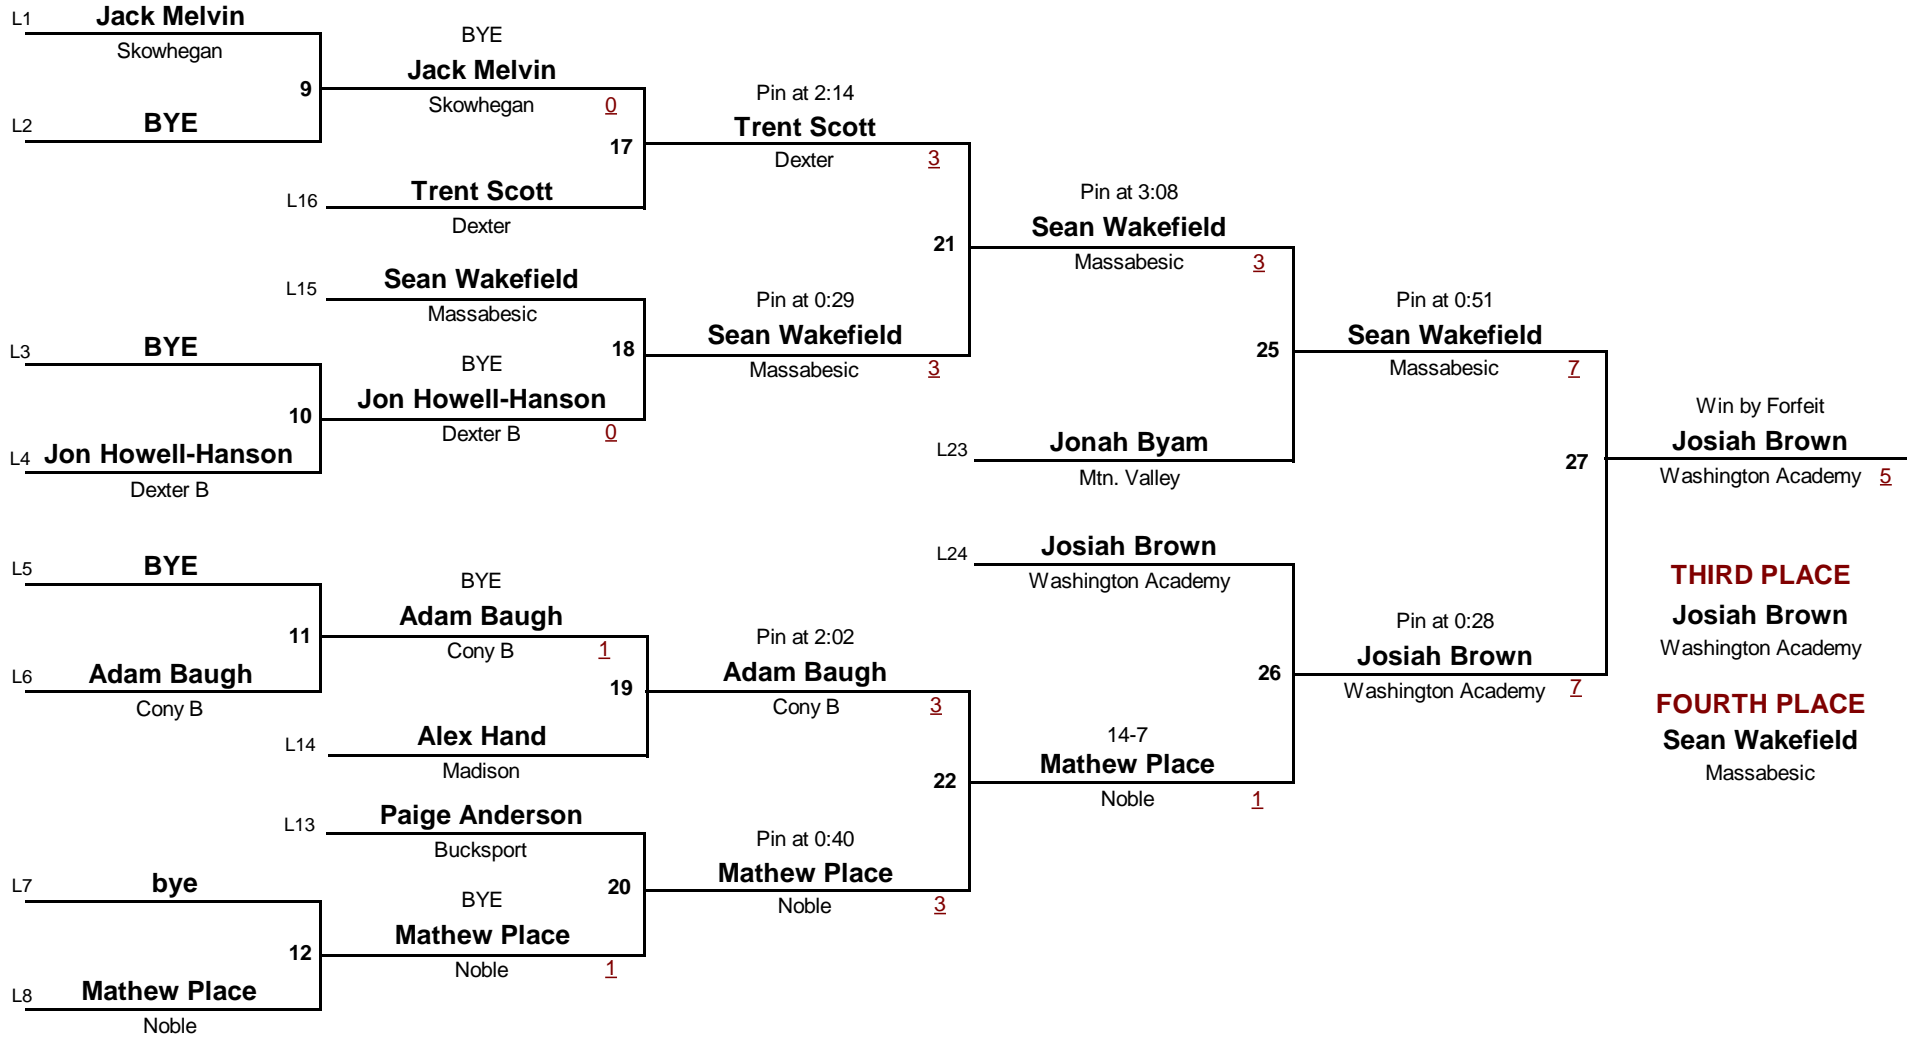 L1 Jack Melvin
Skowhegan
9
L2 BYE
BYE
Jack Melvin
Skowhegan 0
17
L16 Trent Scott
Dexter
Pin at 2:14
Trent Scott
Dexter 3
L15 Sean Wakefield
Massabesic
18
L3 BYE
10
L4 Jon Howell-Hanson
Dexter B
BYE
Jon Howell-Hanson
Dexter B 0
Pin at 0:29
Sean Wakefield
Massabesic 3
21
Pin at 3:08
Sean Wakefield
Massabesic 3
25
L23 Jonah Byam
Mtn. Valley
Pin at 0:51
Sean Wakefield
Massabesic 7
27
Win by Forfeit
Josiah Brown
Washington Academy 5
L5 BYE
11
L6 Adam Baugh
Cony B
BYE
Adam Baugh
Cony B 1
19
L14 Alex Hand
Madison
Pin at 2:02
Adam Baugh
Cony B 3
L13 Paige Anderson
Bucksport
20
L7 bye
12
L8 Mathew Place
Noble
BYE
Mathew Place
Noble 1
Pin at 0:40
Mathew Place
Noble 3
22
L24 Josiah Brown
Washington Academy
26
14-7
Mathew Place
Noble 1
Pin at 0:28
Josiah Brown
Washington Academy 7
THIRD PLACE
Josiah Brown
Washington Academy
FOURTH PLACE
Sean Wakefield
Massabesic